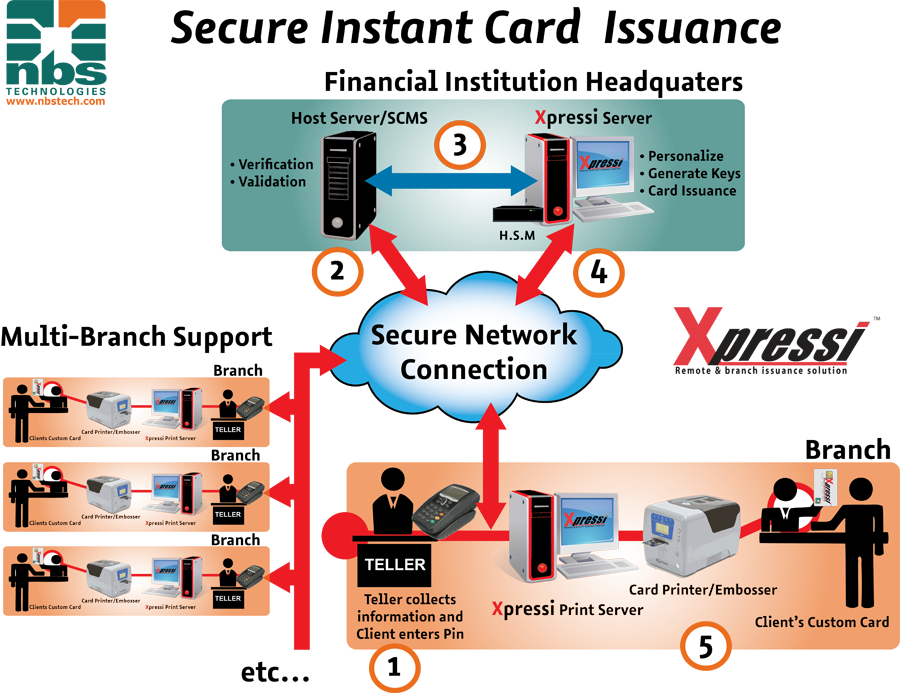 nbs
TECHNOLOGIES
www.nbstech.com
Secure Instant Card Issuance
Financial Institution Headquaters
Host Server/SCMS
Xpressi Server
3
• Verification
• Validation
Xpressi
• Personalize
• Generate Keys
• Card Issuance
H.S.M
2
4
Secure Network
Connection
Xpressi™
Remote & branch issuance solution
Multi-Branch Support
Branch
TELLER
Clients Custom Card
Card Printer/Embosser
Xpressi Print Server
Branch
TELLER
Clients Custom Card
Card Printer/Embosser
Xpressi Print Server
Branch
TELLER
Clients Custom Card
Card Printer/Embosser
Xpressi Print Server
etc...
Branch
TELLER
Teller collects
information and
Client enters Pin
1
Xpressi
Xpressi Print Server
Card Printer/Embosser
5
Xpressi
Client's Custom Card